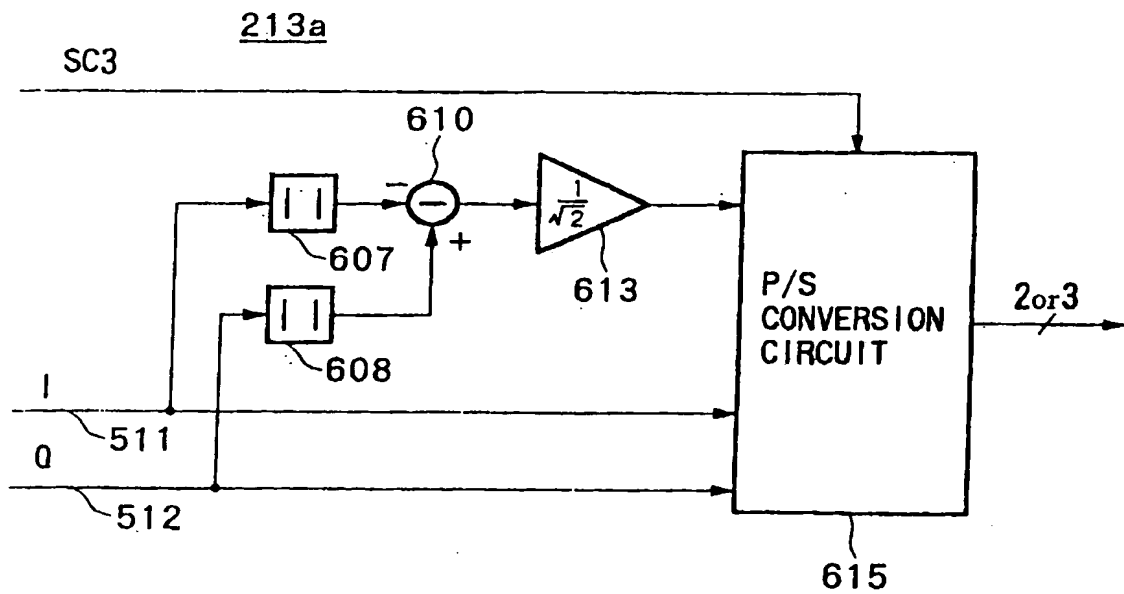 213a
SC3
610
−
−
| |
607
+
1
√2
613
| |
608
P/S
CONVERSION
CIRCUIT
2or3
I
511
Q
512
615